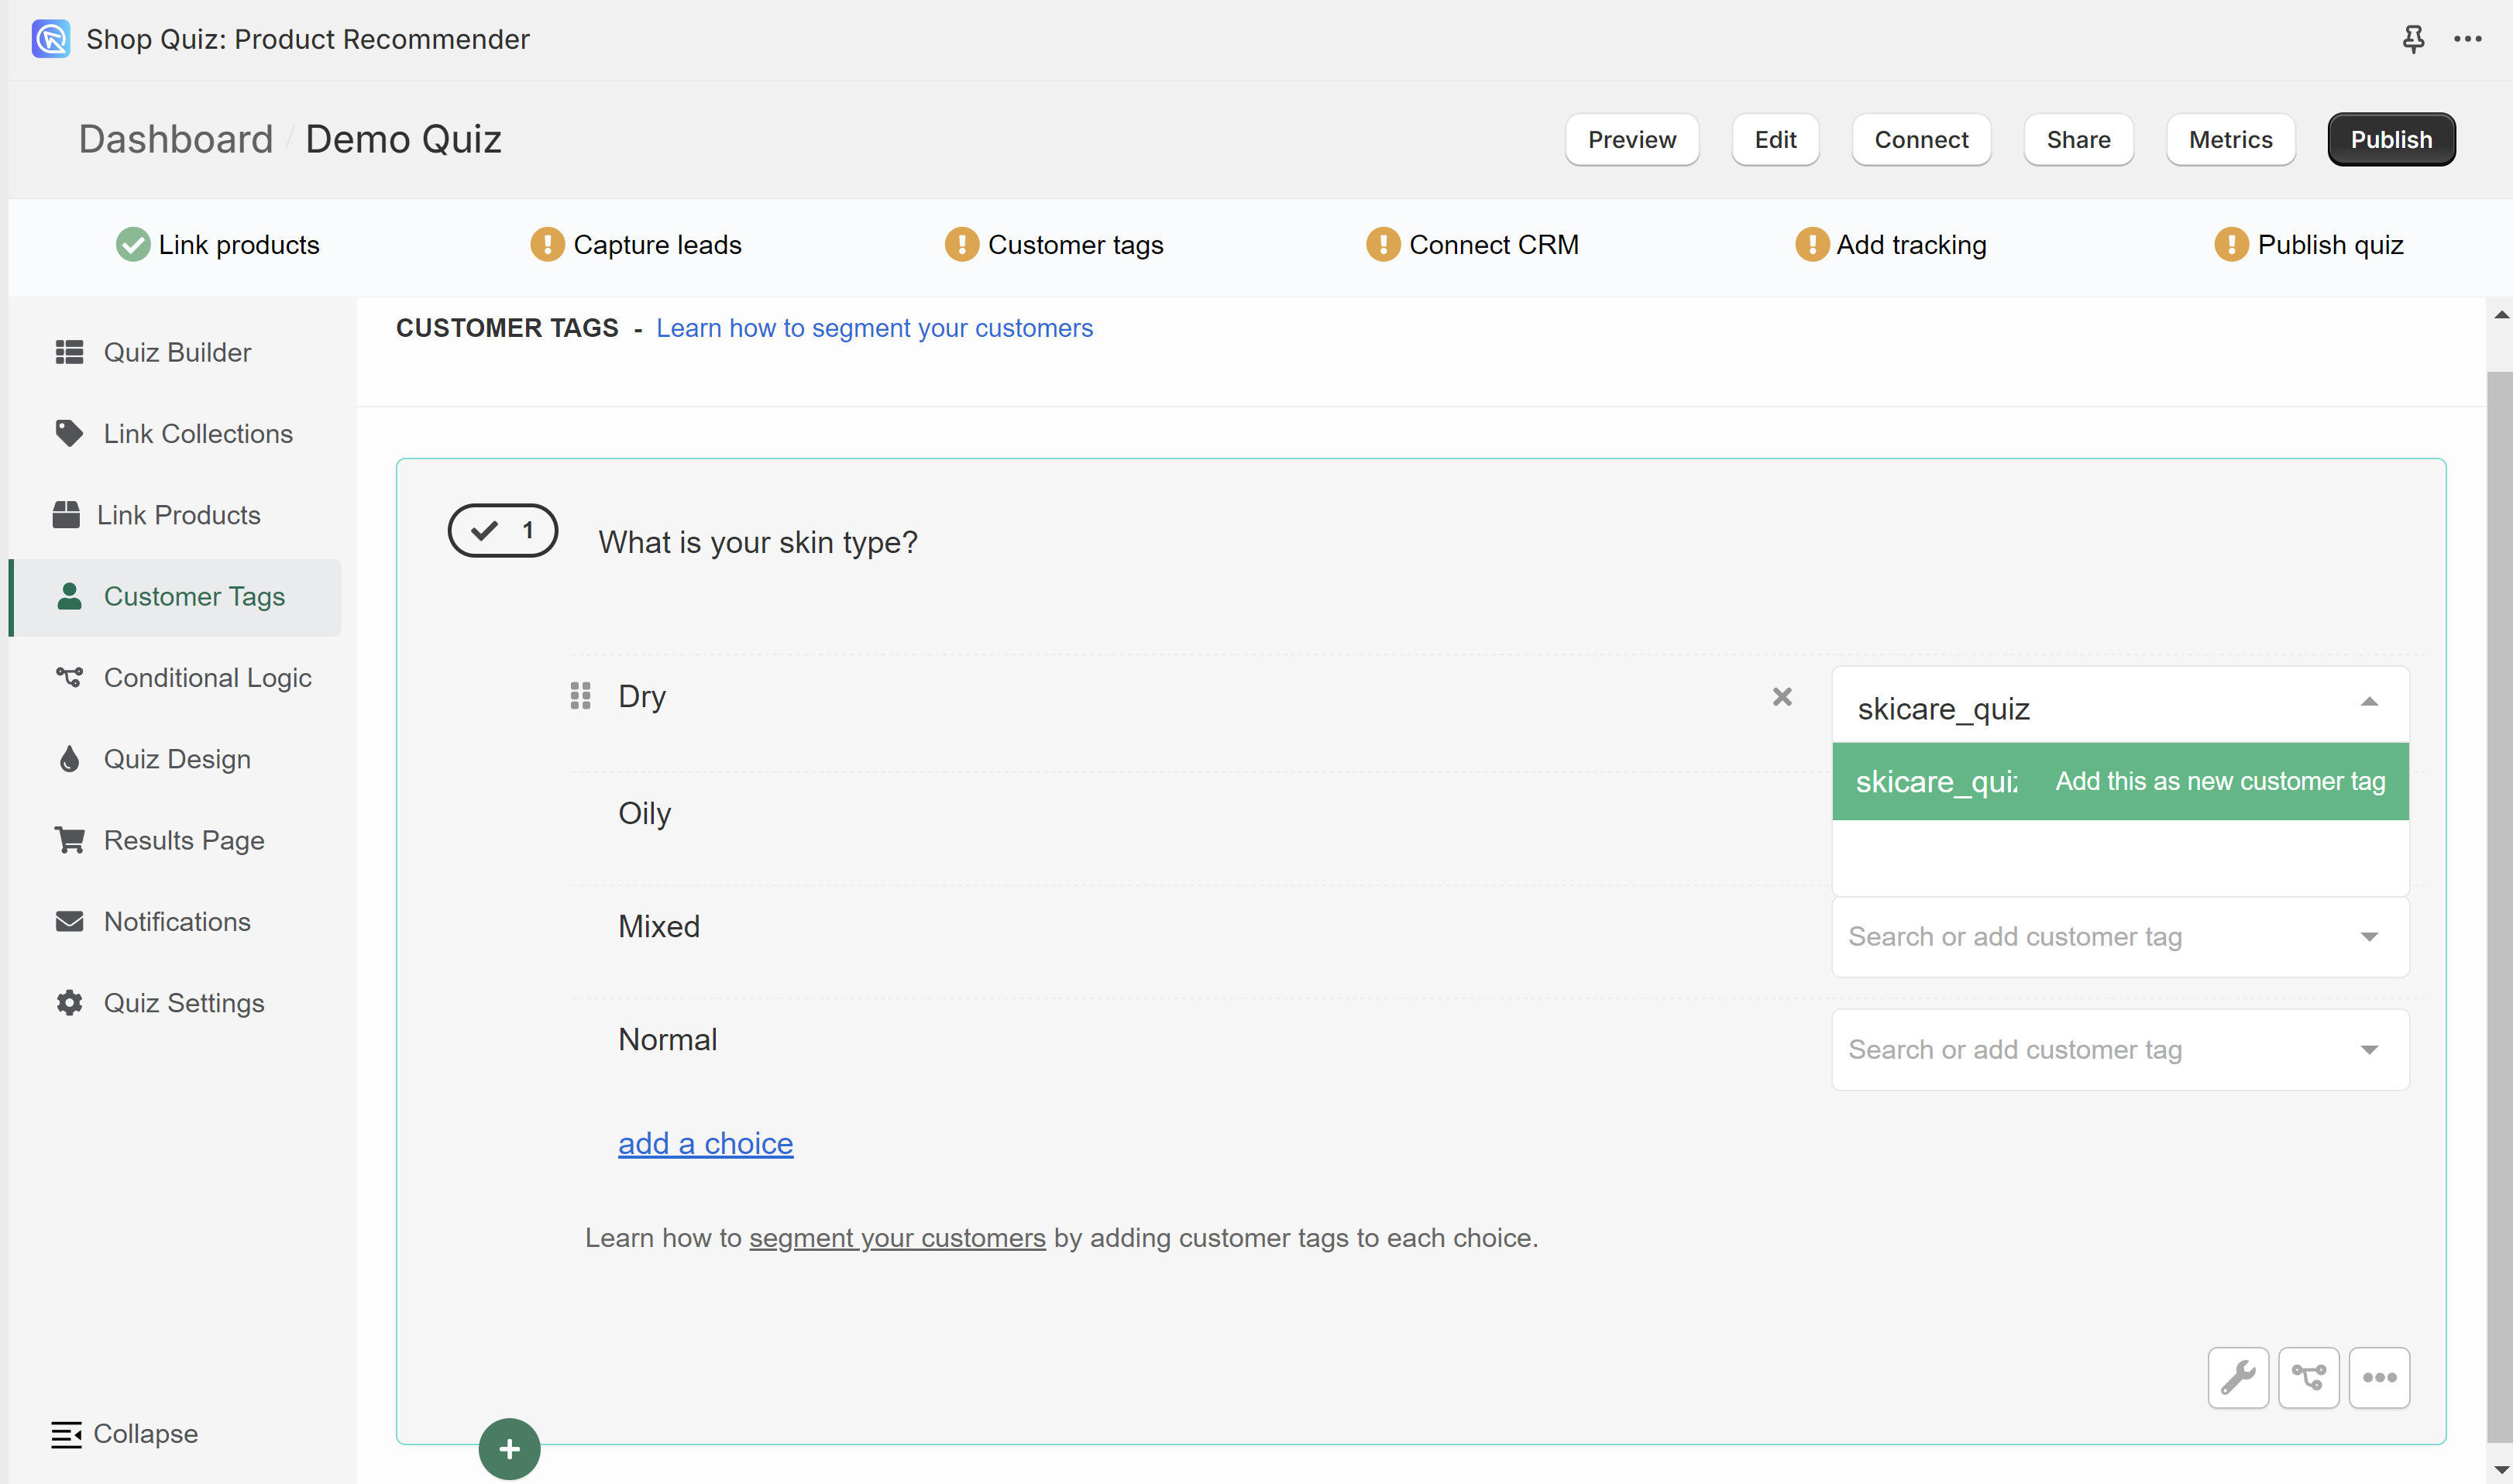 Shop Quiz: Product Recommender
Dashboard / Demo Quiz
Preview
Edit
Connect
Share
Metrics
Publish
Link products
Capture leads
Customer tags
Connect CRM
Add tracking
Publish quiz
Quiz Builder
Link Collections
Link Products
Customer Tags
Conditional Logic
Quiz Design
Results Page
Notifications
Quiz Settings
Collapse
CUSTOMER TAGS - Learn how to segment your customers
1
What is your skin type?
Dry
skicare_quiz
skicare_quiz Add this as new customer tag
Oily
Mixed
Search or add customer tag
Normal
Search or add customer tag
add a choice
Learn how to segment your customers by adding customer tags to each choice.